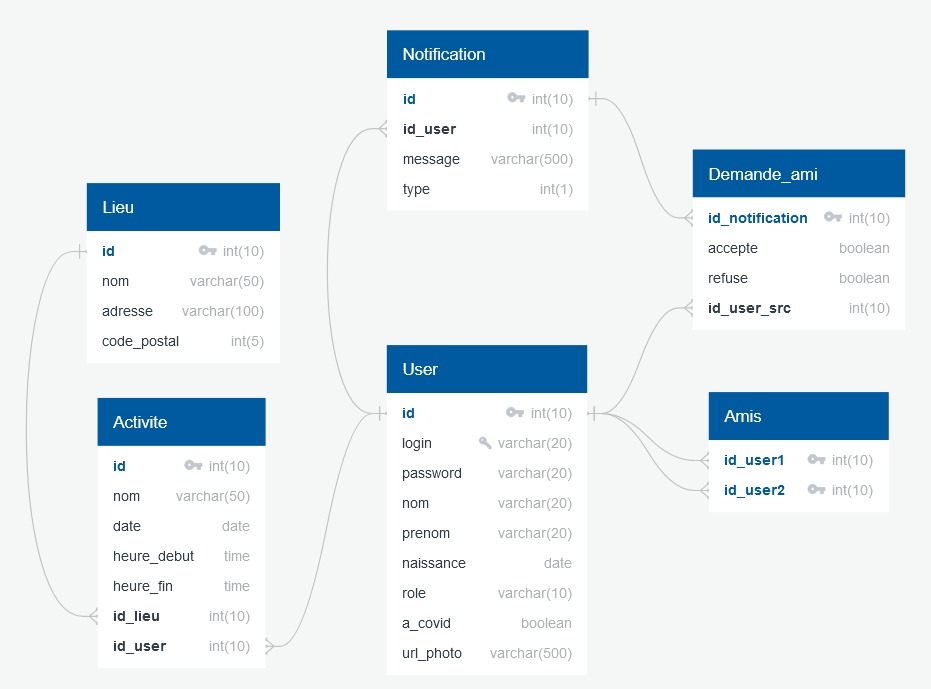 Notification
id int(10)
id_user int(10)
message varchar(500)
type int(1)
Demande_ami
id_notification int(10)
accepte boolean
refuse boolean
id_user_src int(10)
Lieu
id int(10)
nom varchar(50)
adresse varchar(100)
code_postal int(5)
User
id int(10)
login varchar(20)
password varchar(20)
nom varchar(20)
prenom varchar(20)
naissance date
role varchar(10)
a_covid boolean
url_photo varchar(500)
Activite
id int(10)
nom varchar(50)
date date
heure_debut time
heure_fin time
id_lieu int(10)
id_user int(10)
Amis
id_user1 int(10)
id_user2 int(10)